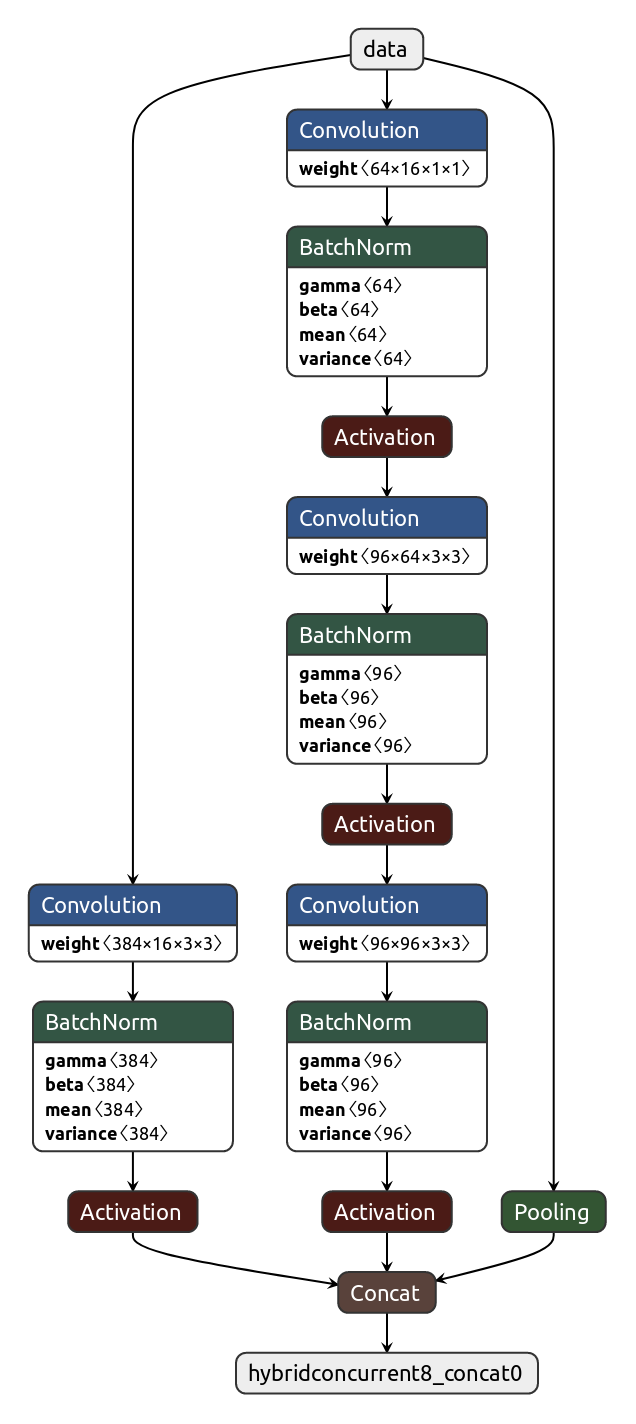 data
Convolution
weight〈64×16×1×1〉
BatchNorm
gamma〈64〉
beta〈64〉
mean〈64〉
variance〈64〉
Activation
Convolution
weight〈96×64×3×3〉
BatchNorm
gamma〈96〉
beta〈96〉
mean〈96〉
variance〈96〉
Activation
Convolution
weight〈384×16×3×3〉
BatchNorm
gamma〈384〉
beta〈384〉
mean〈384〉
variance〈384〉
Activation
Convolution
weight〈96×96×3×3〉
BatchNorm
gamma〈96〉
beta〈96〉
mean〈96〉
variance〈96〉
Activation
Pooling
Concat
hybridconcurrent8_concat0